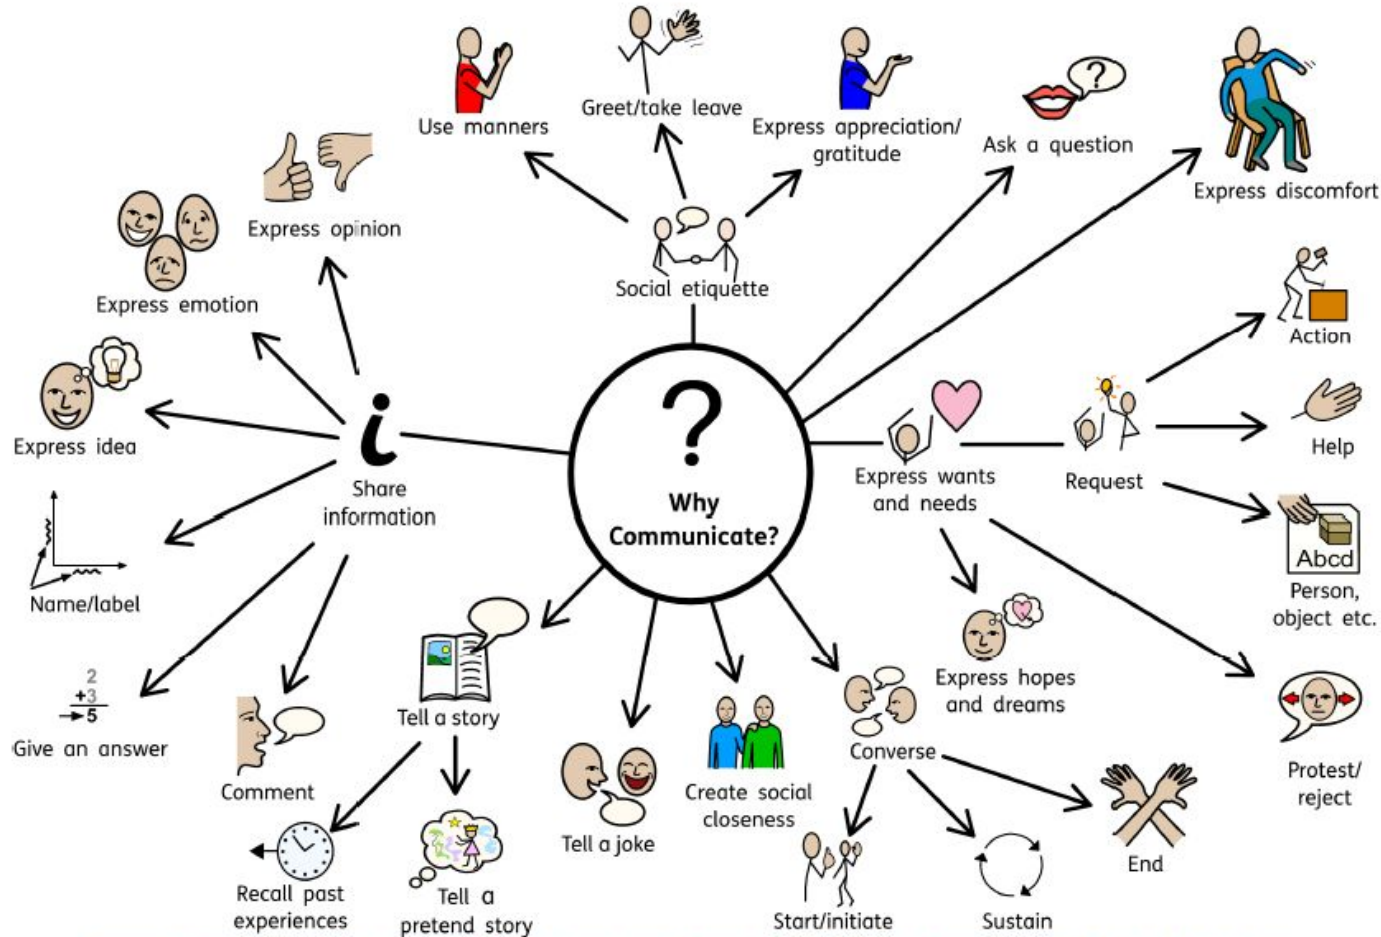 Use manners
Greet/take leave
Express appreciation/
gratitude
?
Ask a question
Express discomfort
Express opinion
Express emotion
Social etiquette
Action
Express idea
i
Share
information
?
Why
Communicate?
Express wants
and needs
Request
Help
Abcd
Person,
object etc.
Name/label
Express hopes
and dreams
2
+3
5
Give an answer
Tell a story
Comment
Converse
Create social
closeness
Tell a joke
Protest/
reject
End
Recall past
experiences
Tell a
pretend story
Start/initiate
Sustain